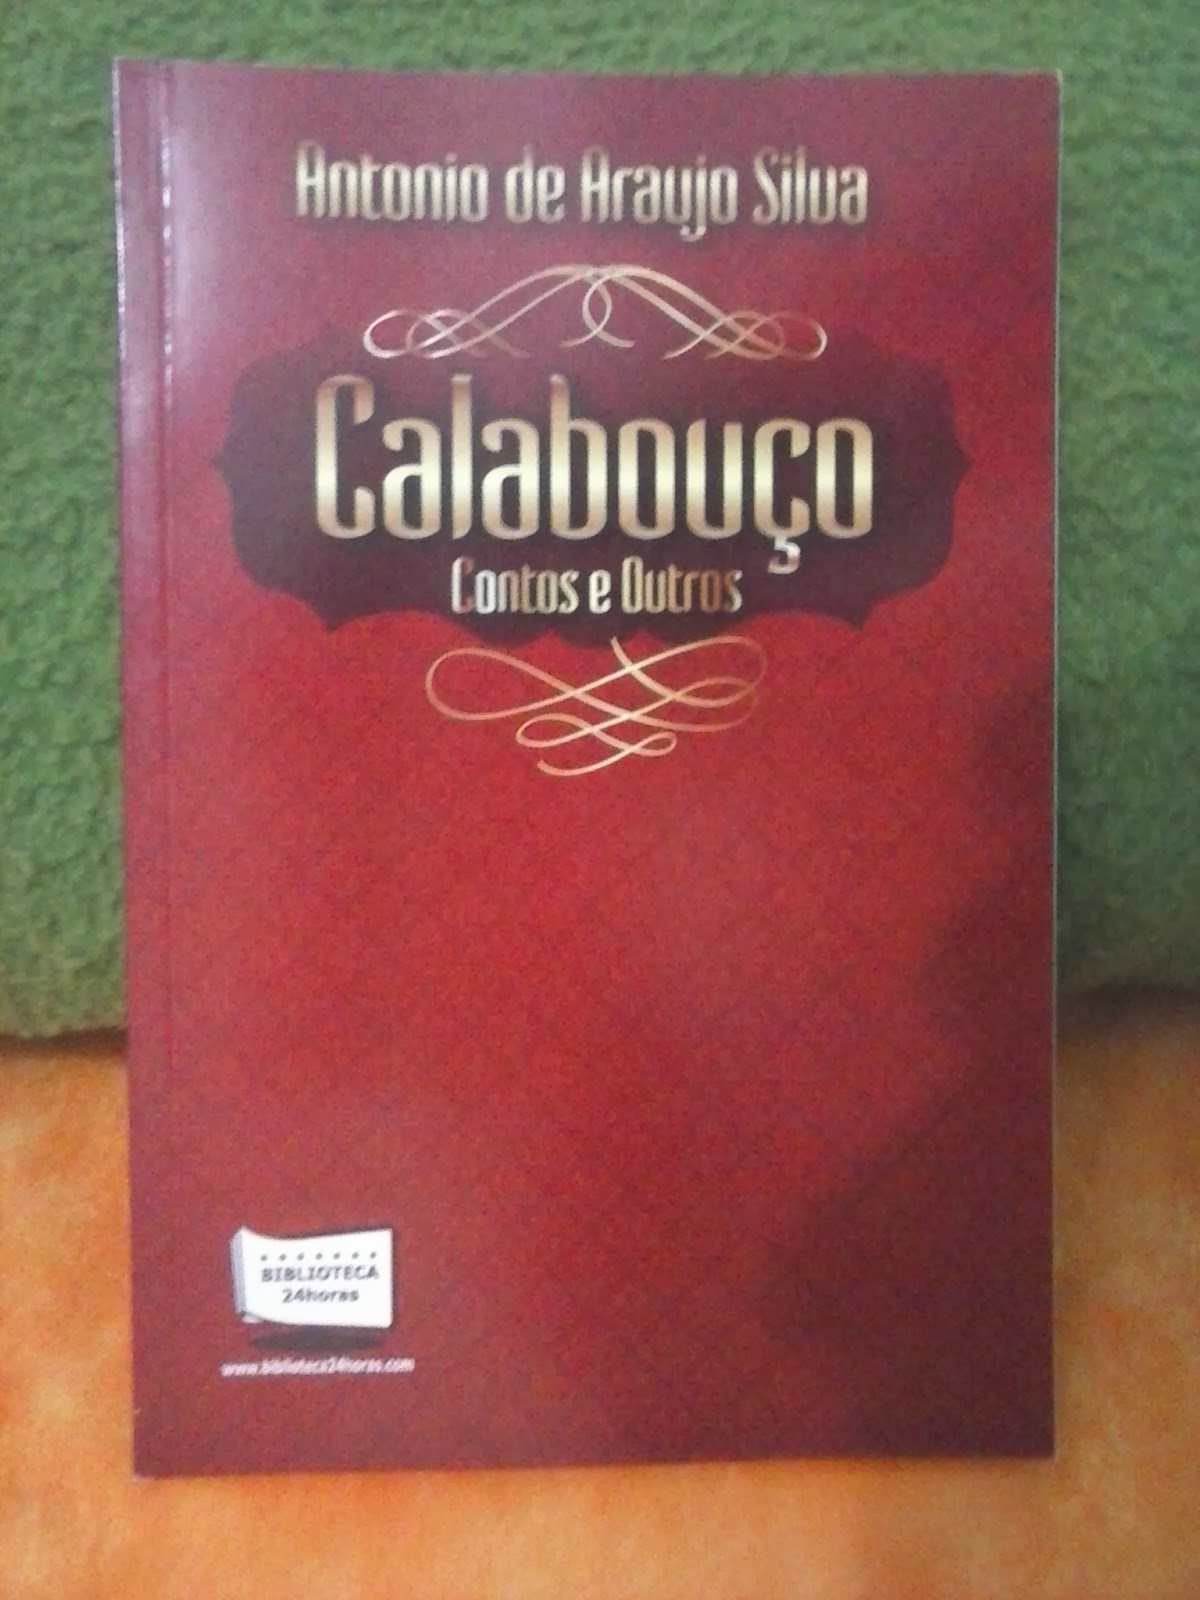 Antonio de Araujo Silva
Calabouço
Contos e Outros
BIBLIOTECA
24horas
www.biblioteca24horas.com